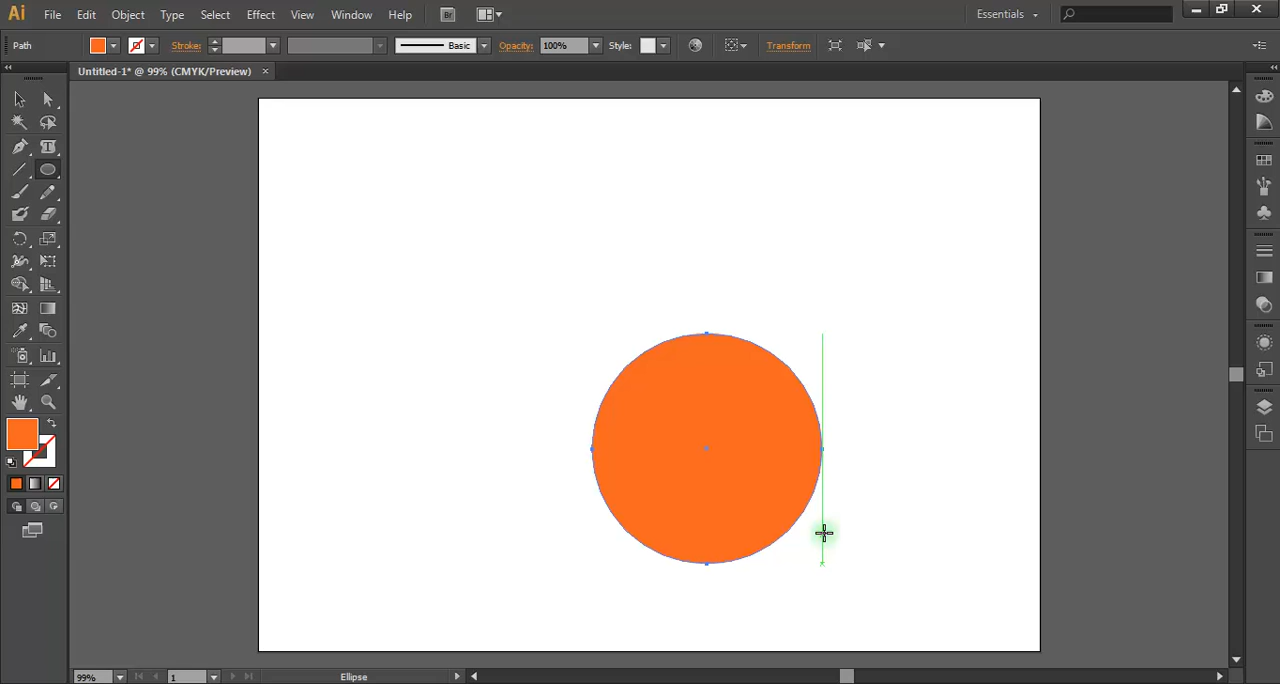 Ai File Edit Object Type Select Effect View Window Help Br Essentials
Path Stroke: Basic Opacity: 100% Style: Transform
Untitled-1* @ 99% (CMYK/Preview) ×
T
99% 1 Ellipse